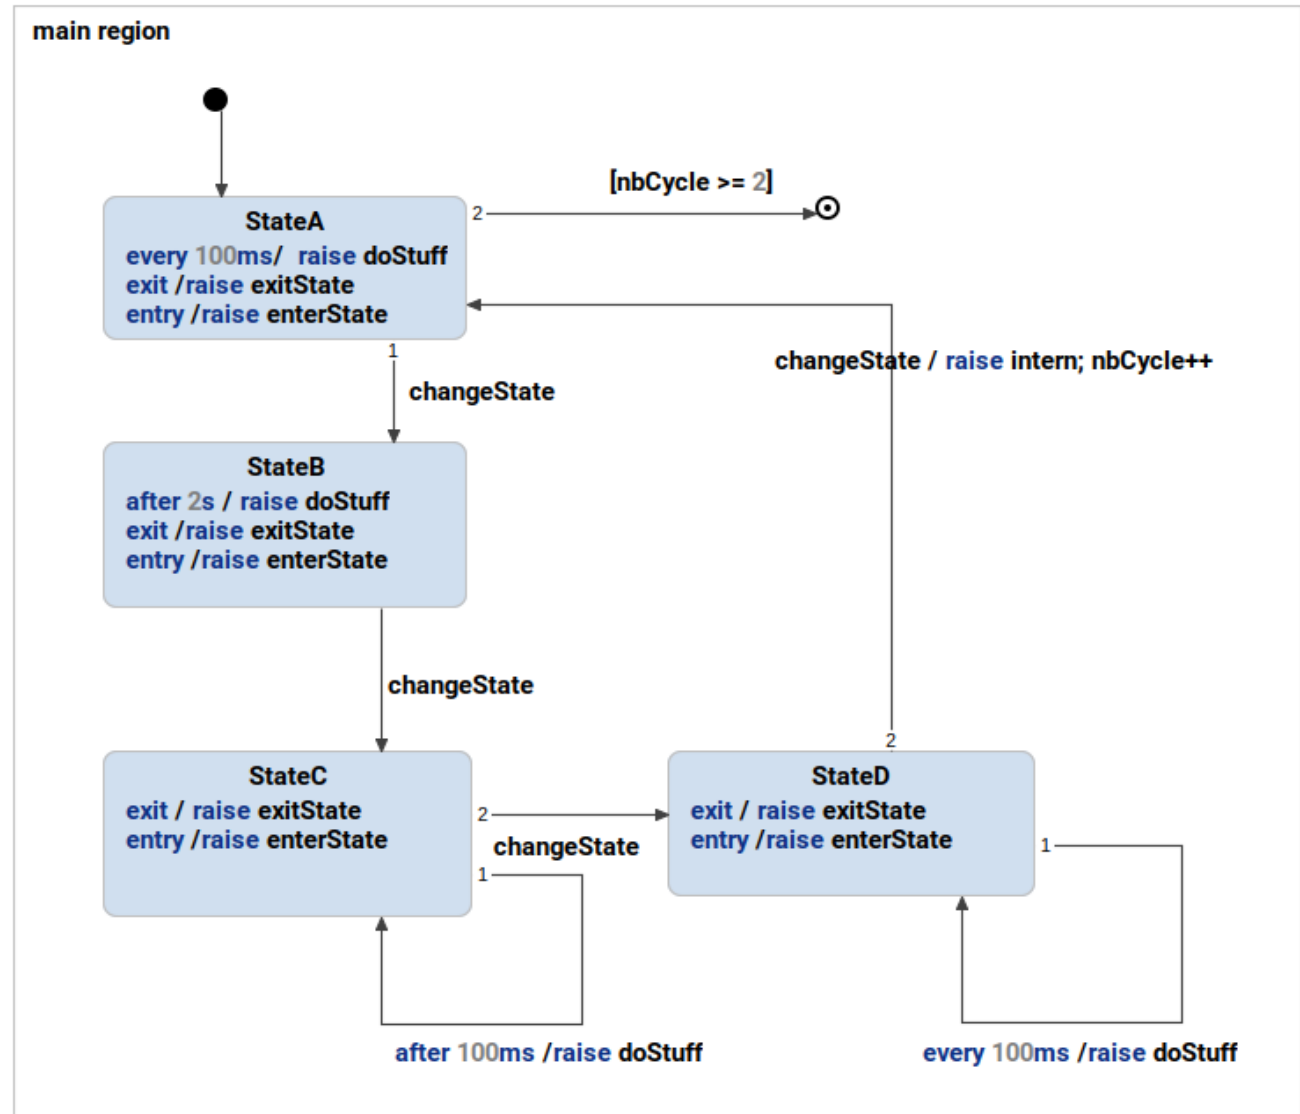 main region
[nbCycle >= 2]
2
StateA
every 100ms/  raise doStuff
exit /raise exitState
entry /raise enterState
1
changeState
changeState / raise intern; nbCycle++
StateB
after 2s / raise doStuff
exit /raise exitState
entry /raise enterState
changeState
2
StateC
exit / raise exitState
entry /raise enterState
2
changeState
1
after 100ms /raise doStuff
StateD
exit / raise exitState
entry /raise enterState
1
every 100ms /raise doStuff